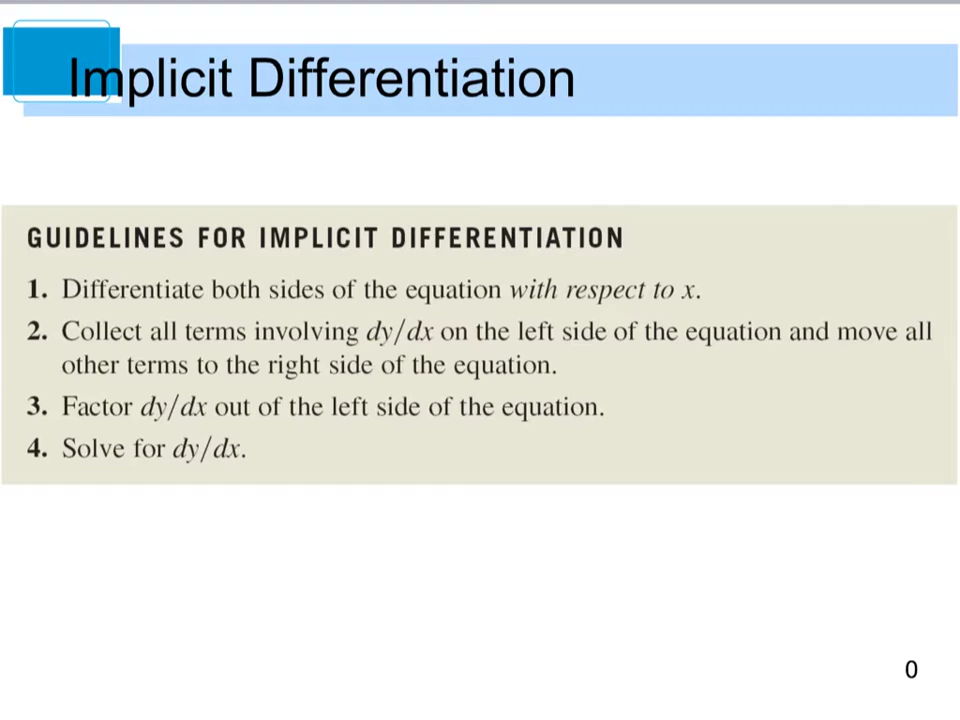 Implicit Differentiation
GUIDELINES FOR IMPLICIT DIFFERENTIATION
1. Differentiate both sides of the equation with respect to x.
2. Collect all terms involving dy/dx on the left side of the equation and move all
other terms to the right side of the equation.
3. Factor dy/dx out of the left side of the equation.
4. Solve for dy/dx.
0